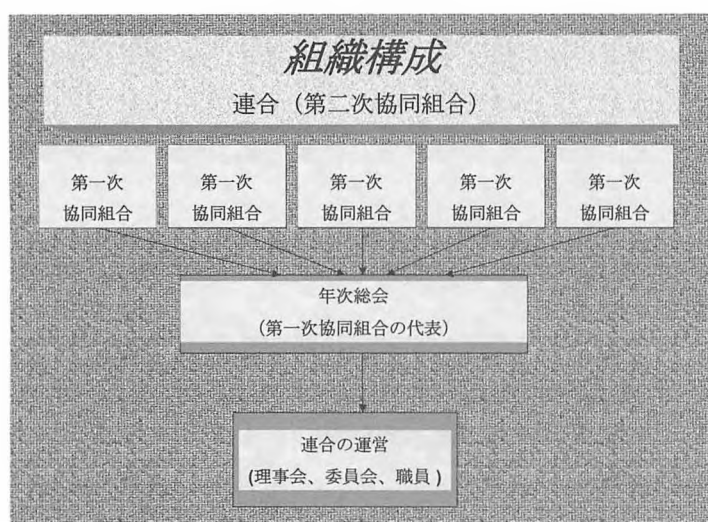 組織構成
連合（第二次協同組合）
第一次
協同組合
第一次
協同組合
第一次
協同組合
第一次
協同組合
第一次
協同組合
年次総会
（第一次協同組合の代表）
連合の運営
(理事会、委員会、職員 )